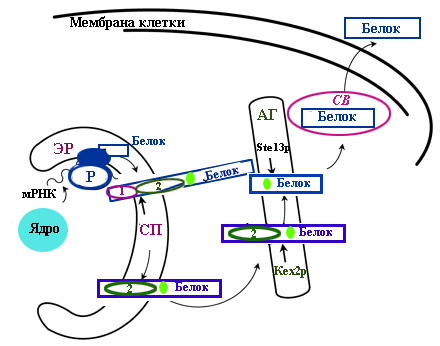 Мембрана клетки
Белок
СВ
Белок
АГ
ЭР
Белок
Ste13p
Р
Белок
мРНК
1
2
Белок
Ядро
СП
2
Белок
Kex2p
2
Белок